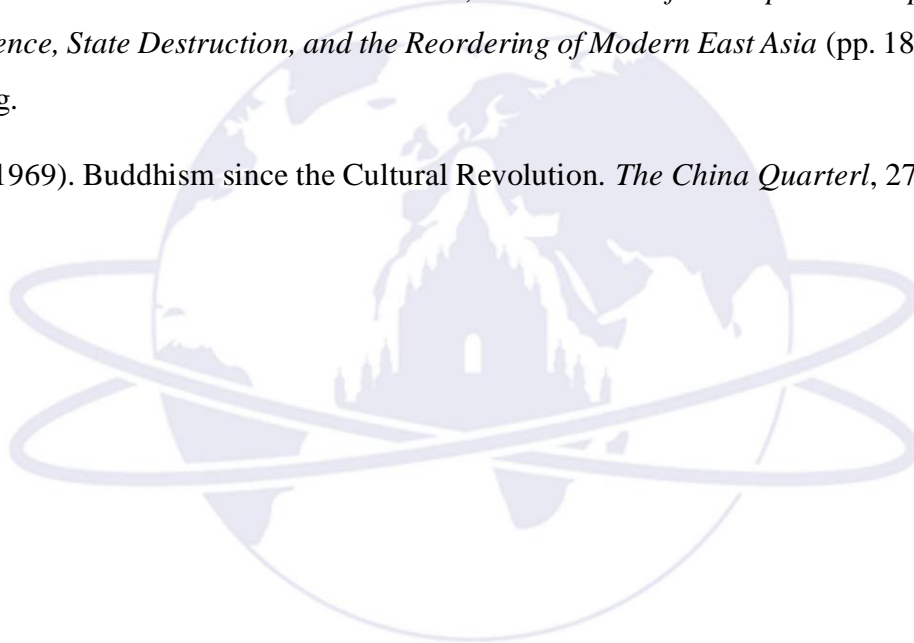 ence, State Destruction, and the Reordering of Modern East Asia (pp. 18
g.
1969). Buddhism since the Cultural Revolution. The China Quarterl, 27